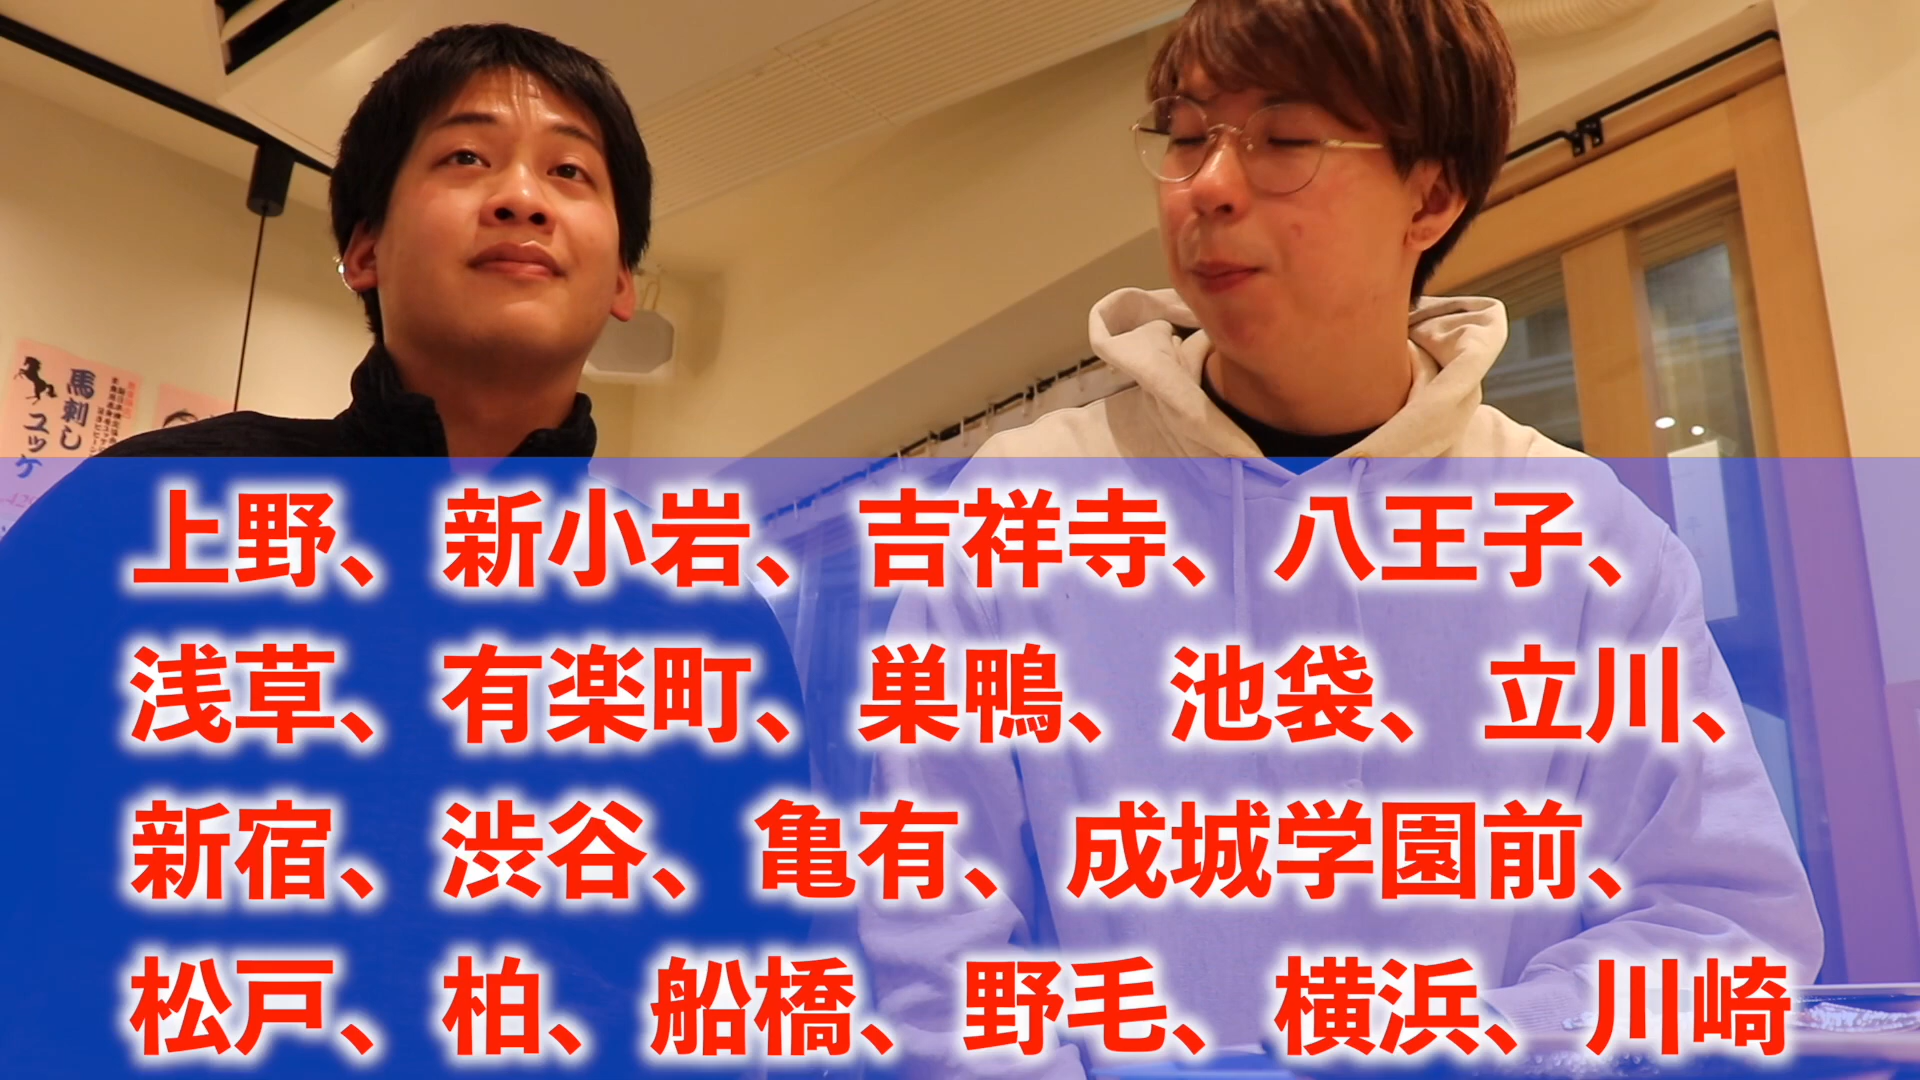 馬刺し
ユッケ
上野、新小岩、吉祥寺、八王子、
浅草、有楽町、巣鴨、池袋、立川、
新宿、渋谷、亀有、成城学園前、
松戸、柏、船橋、野毛、横浜、川崎